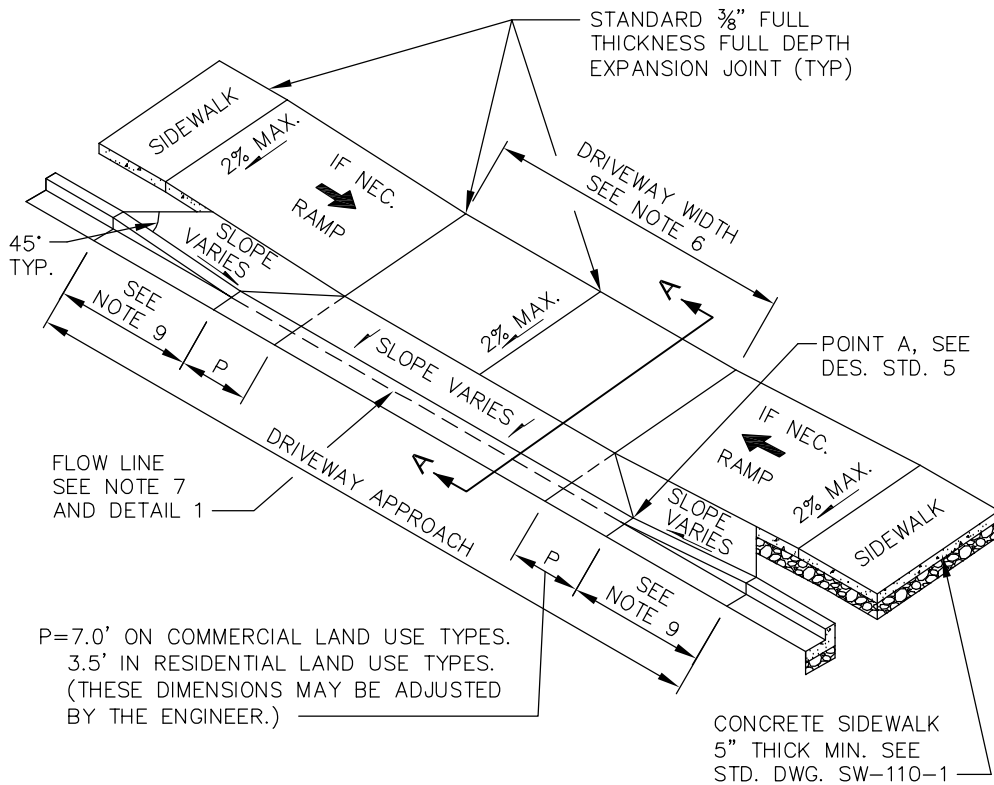 STANDARD ⅜" FULL
THICKNESS FULL DEPTH
EXPANSION JOINT (TYP)
SIDEWALK
2% MAX.
IF NEC.
RAMP
DRIVEWAY WIDTH
SEE NOTE 6
45°
TYP.
SLOPE
VARIES
SEE
NOTE 9
P
2% MAX.
SLOPE VARIES
A
POINT A, SEE
DES. STD. 5
IF NEC.
RAMP
2% MAX.
SIDEWALK
FLOW LINE
SEE NOTE 7
AND DETAIL 1
DRIVEWAY APPROACH
A
SLOPE
VARIES
P
SEE
NOTE 9
P=7.0' ON COMMERCIAL LAND USE TYPES.
3.5' IN RESIDENTIAL LAND USE TYPES.
(THESE DIMENSIONS MAY BE ADJUSTED
BY THE ENGINEER.)
CONCRETE SIDEWALK
5" THICK MIN. SEE
STD. DWG. SW-110-1